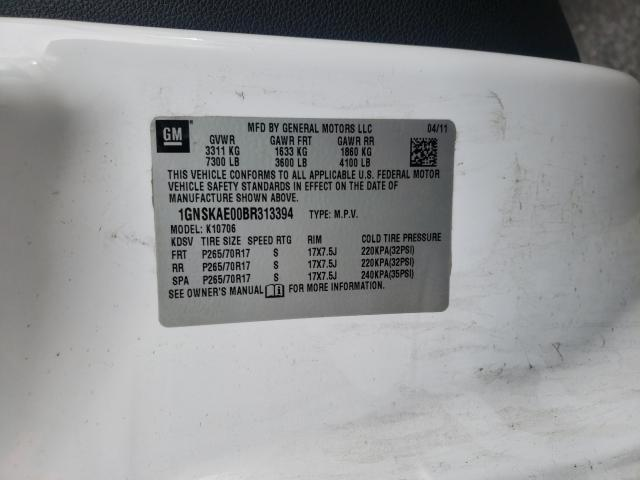 GM
MFD BY GENERAL MOTORS LLC 04/11
GVWR GAWR FRT GAWR RR
3311 KG 1633 KG 1860 KG
7300 LB 3600 LB 4100 LB
THIS VEHICLE CONFORMS TO ALL APPLICABLE U.S. FEDERAL MOTOR
VEHICLE SAFETY STANDARDS IN EFFECT ON THE DATE OF
MANUFACTURE SHOWN ABOVE.
1GNSKAE00BR313394 TYPE: M.P.V.
MODEL: K10706
KDSV TIRE SIZE SPEED RTG RIM COLD TIRE PRESSURE
FRT P265/70R17 S 17X7.5J 220KPA(32PSI)
RR P265/70R17 S 17X7.5J 220KPA(32PSI)
SPA P265/70R17 S 17X7.5J 240KPA(35PSI)
SEE OWNER'S MANUAL FOR MORE INFORMATION.